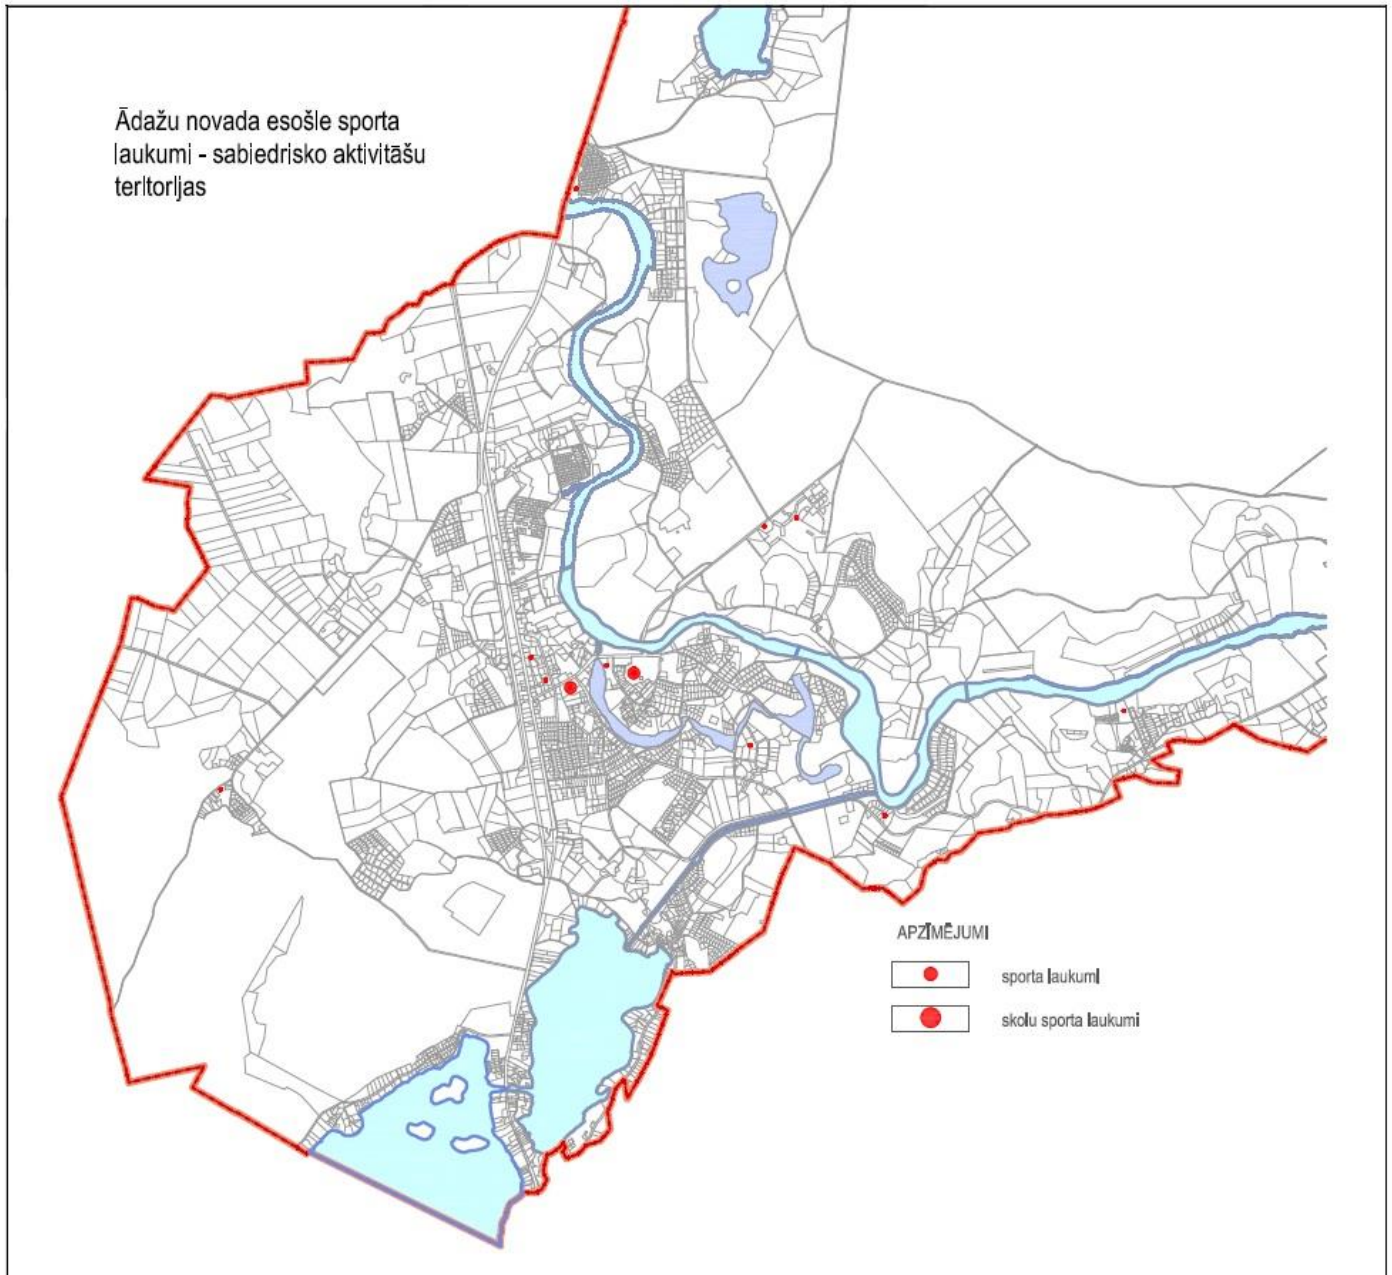 Ādažu novada esošie sporta
laukumi - sabiedrisko aktivitāšu
teritorijas
APZĪMĒJUMI
sporta laukumi
skolu sporta laukumi